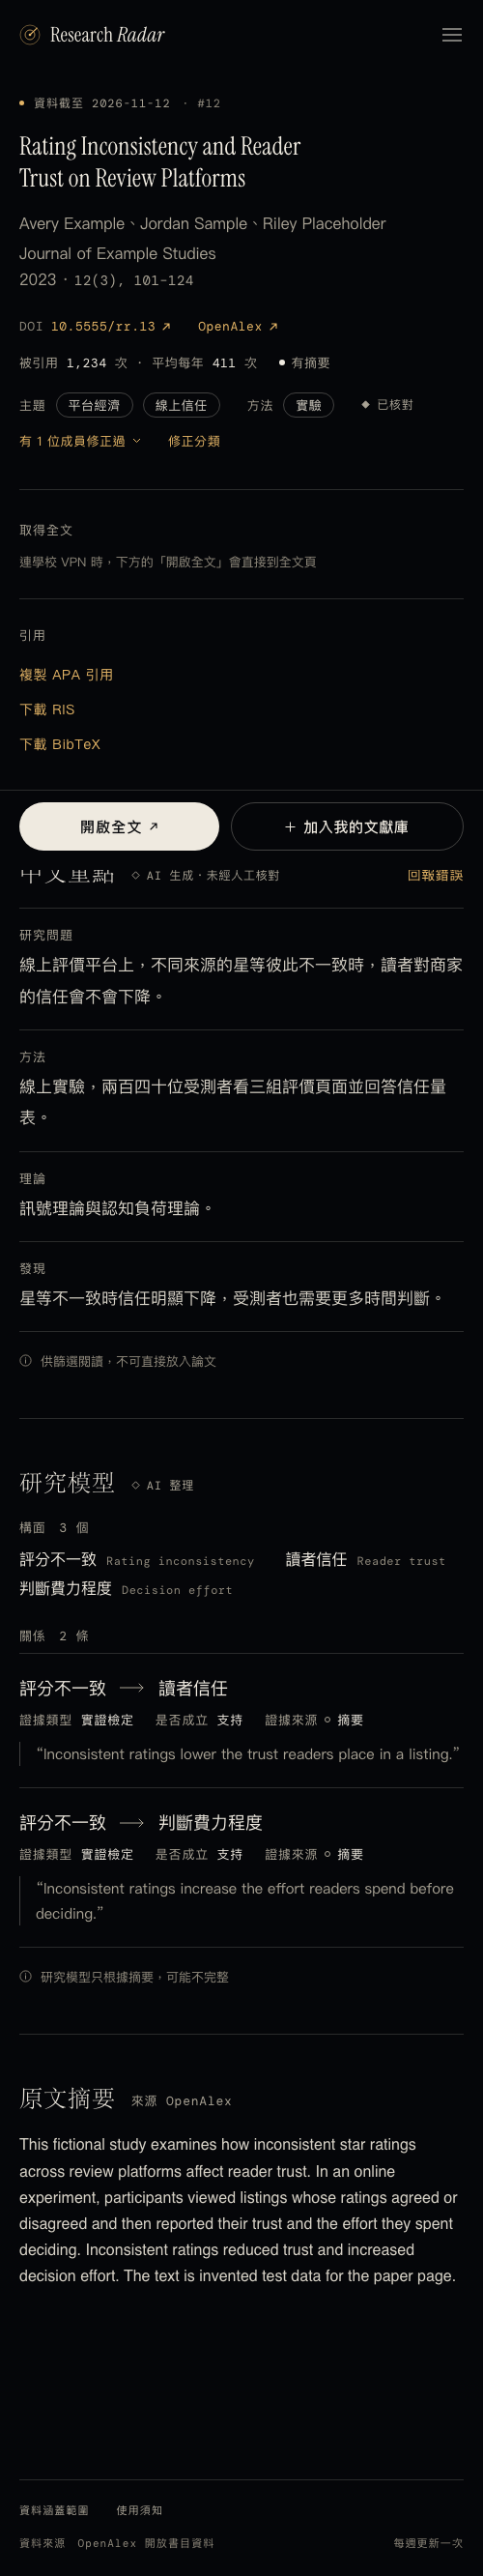 Research Radar
資料截至 2026-11-12 · #12
Rating Inconsistency and Reader
Trust on Review Platforms
Avery Example、Jordan Sample、Riley Placeholder
Journal of Example Studies
2023 · 12(3), 101–124
DOI 10.5555/rr.13 ↗ OpenAlex ↗
被引用 1,234 次 · 平均每年 411 次 有摘要
主題 平台經濟 線上信任 方法 實驗 ◆ 已核對
有 1 位成員修正過 修正分類
取得全文
連學校 VPN 時，下方的「開啟全文」會直接到全文頁
引用
複製 APA 引用
下載 RIS
下載 BibTeX
開啟全文 ↗ ＋ 加入我的文獻庫
中文重點 ◇ AI 生成·未經人工核對 回報錯誤
研究問題
線上評價平台上，不同來源的星等彼此不一致時，讀者對商家
的信任會不會下降。
方法
線上實驗，兩百四十位受測者看三組評價頁面並回答信任量
表。
理論
訊號理論與認知負荷理論。
發現
星等不一致時信任明顯下降，受測者也需要更多時間判斷。
ⓘ 供篩選閱讀，不可直接放入論文
研究模型 ◇ AI 整理
構面 3 個
評分不一致 Rating inconsistency 讀者信任 Reader trust
判斷費力程度 Decision effort
關係 2 條
評分不一致 → 讀者信任
證據類型 實證檢定 是否成立 支持 證據來源 ○ 摘要
“Inconsistent ratings lower the trust readers place in a listing.”
評分不一致 → 判斷費力程度
證據類型 實證檢定 是否成立 支持 證據來源 ○ 摘要
“Inconsistent ratings increase the effort readers spend before
deciding.”
ⓘ 研究模型只根據摘要，可能不完整
原文摘要 來源 OpenAlex
This fictional study examines how inconsistent star ratings
across review platforms affect reader trust. In an online
experiment, participants viewed listings whose ratings agreed or
disagreed and then reported their trust and the effort they spent
deciding. Inconsistent ratings reduced trust and increased
decision effort. The text is invented test data for the paper page.
資料涵蓋範圍 使用須知
資料來源 OpenAlex 開放書目資料 每週更新一次